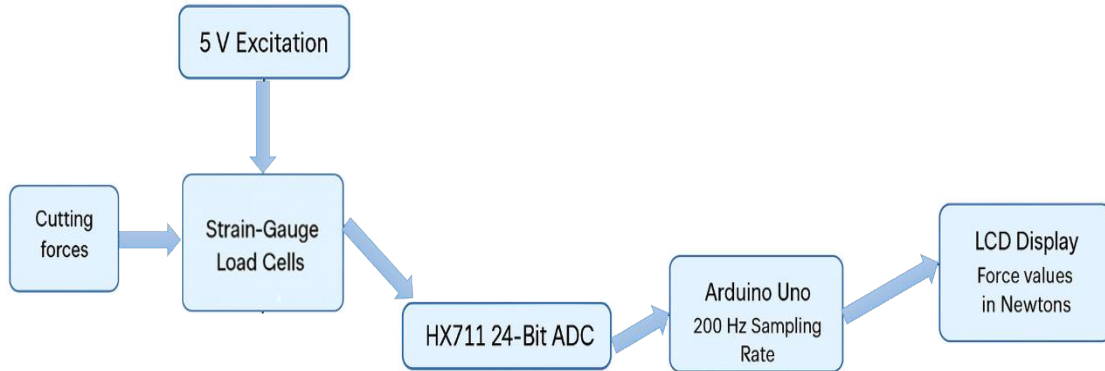 5 V Excitation
Cutting
forces
Strain-Gauge
Load Cells
HX711 24-Bit ADC
Arduino Uno
200 Hz Sampling
Rate
LCD Display
Force values
in Newtons